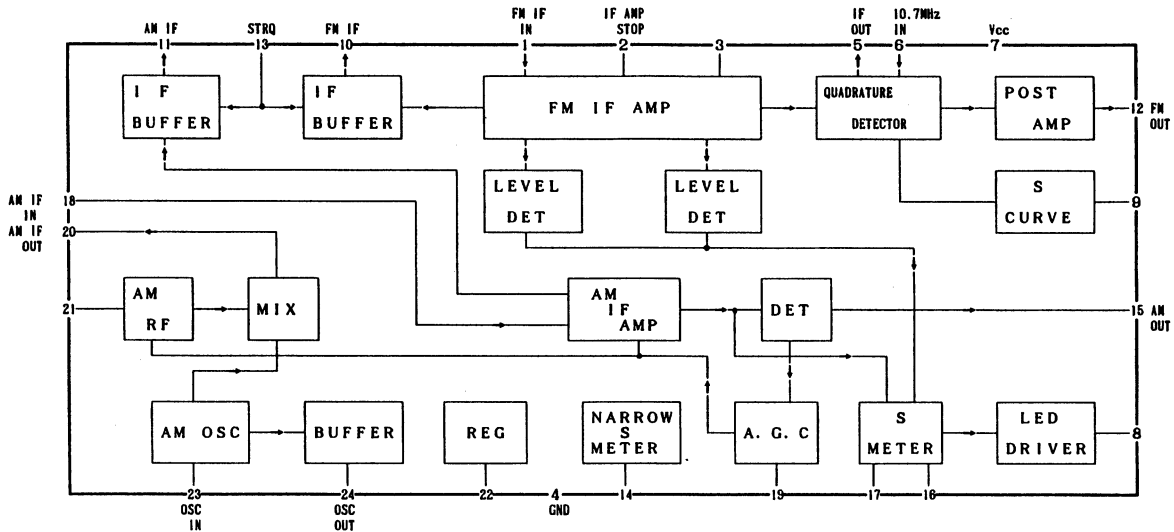 AM IF
STRQ
FM IF
FM IF
IN
IF AMP
STOP
IF
OUT
10.7MHz
IN
Vcc
11
13
10
1
2
3
5
6
7
IF
BUFFER
IF
BUFFER
FM IF AMP
QUADRATURE
DETECTOR
POST
AMP
12 FM
OUT
LEVEL
DET
LEVEL
DET
S
CURVE
9
AM IF
IN
18
AM IF
OUT
20
21
AM
RF
MIX
AM
IF
AMP
DET
15 AM
OUT
AM OSC
BUFFER
REG
NARROW
S
METER
A.G.C
S
METER
LED
DRIVER
8
23
OSC
IN
24
OSC
OUT
22
4
GND
14
19
17
16